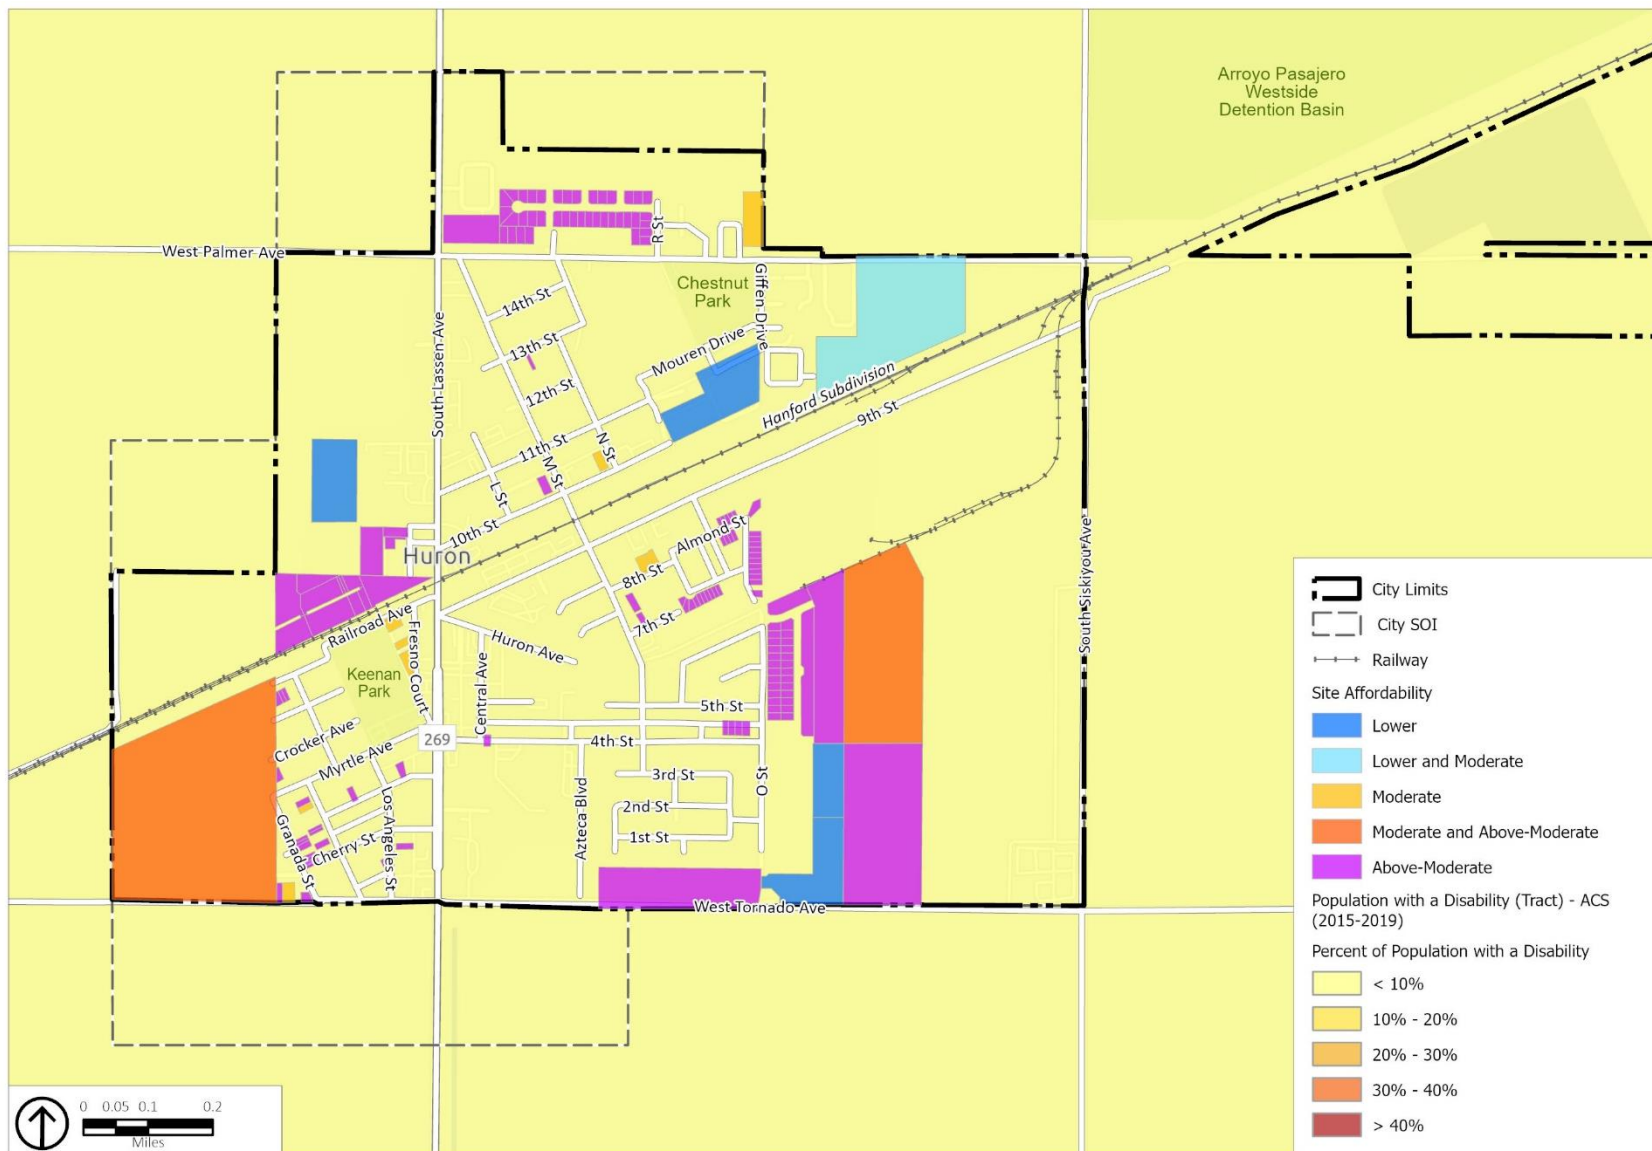 Arroyo Pasajero
Westside
Detention Basin
West Palmer Ave
R St
Chestnut
Park
Giffen Drive
14th St
South Lassen Ave
13th St
Mouren Drive
12th St
Hanford Subdivision
9th St
11th St
N St
M St
L St
10th St
Huron
Almond St
8th St
7th St
South Siskiyou Ave
Railroad Ave
Fresno Court
Huron Ave
Keenan
Park
Central Ave
5th St
269
4th St
Crocker Ave
Myrtle Ave
3rd St
O St
2nd St
Azteca Blvd
Los Angeles St
1st St
Granada St
Cherry St
West Tornado Ave
City Limits
City SOI
Railway
Site Affordability
Lower
Lower and Moderate
Moderate
Moderate and Above-Moderate
Above-Moderate
Population with a Disability (Tract) - ACS
(2015-2019)
Percent of Population with a Disability
< 10%
10% - 20%
20% - 30%
30% - 40%
> 40%
0 0.05 0.1 0.2
Miles